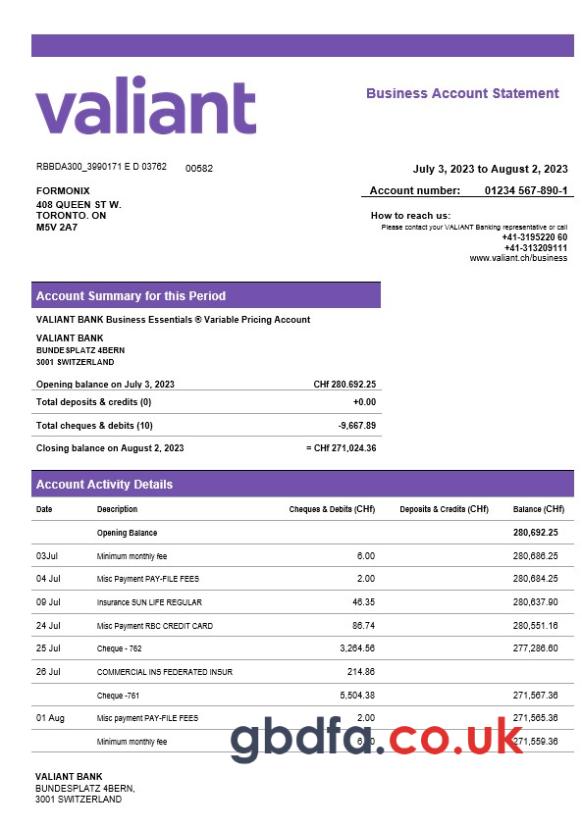 valiant
Business Account Statement
RBBDA300_3990171 E D 03762 00582
July 3, 2023 to August 2, 2023
FORMONIX
Account number: 01234 567-890-1
408 QUEEN ST W.
TORONTO. ON
M5V 2A7
How to reach us:
Please contact your VALIANT Banking representative or call
+41-3195220 60
+41-313209111
www.valiant.ch/business
Account Summary for this Period
VALIANT BANK Business Essentials ® Variable Pricing Account
VALIANT BANK
BUNDESPLATZ 4BERN
3001 SWITZERLAND
Opening balance on July 3, 2023 CHf 280.692.25
Total deposits & credits (0) +0.00
Total cheques & debits (10) -9,667.89
Closing balance on August 2, 2023 = CHf 271,024.36
Account Activity Details
Date Description Cheques & Debits (CHf) Deposits & Credits (CHf) Balance (CHf)
Opening Balance 280,692.25
03Jul Minimum monthly fee 6.00 280,686.25
04 Jul Misc Payment PAY-FILE FEES 2.00 280,684.25
09 Jul Insurance SUN LIFE REGULAR 46.35 280,637.90
24 Jul Misc Payment RBC CREDIT CARD 86.74 280,551.16
25 Jul Cheque - 762 3,264.56 277,286.60
26 Jul COMMERCIAL INS FEDERATED INSUR 214.86
Cheque -761 5,504.38 271,567.36
01 Aug Misc payment PAY-FILE FEES 2.00 271,565.36
Minimum monthly fee 271,559.36
gbdfa.co.uk
VALIANT BANK
BUNDESPLATZ 4BERN,
3001 SWITZERLAND